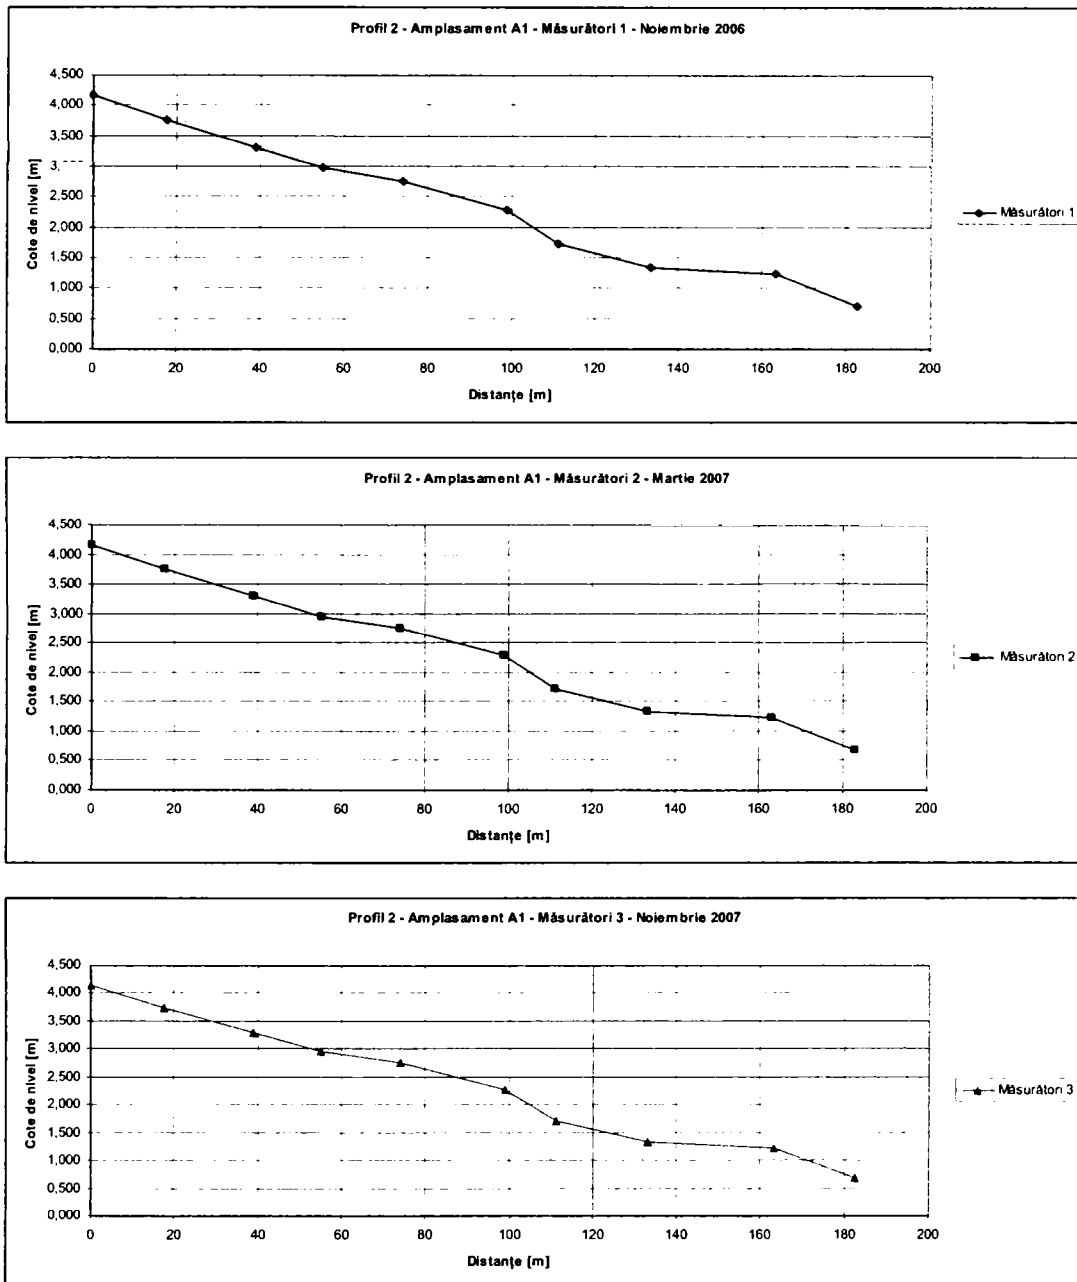 Profil 2 - Amplasament A1 - Măsurători 1 - Noiembrie 2006
Cote de nivel [m]
4,500
4,000
3,500
3,
2,500
2,000
1,500
1,000
0,500
0,000
0 20 40 60 80 100 120 140 160 180 200
Distanțe [m]
Măsurători 1
Profil 2 - Amplasament A1 - Măsurători 2 - Martie 2007
Cote de nivel [m]
4,500
4,000
3,500
3,000
2,500
2,000
1,500
1,000
0,500
0,000
0 20 40 60 80 100 120 140 160 180 200
Distanțe [m]
Măsurători 2
Profil 2 - Amplasament A1 - Măsurători 3 - Noiembrie 2007
Cote de nivel [m]
4,500
4,000
3,500
3,000
2,500
2,000
1,500
1,000
0,500
0,000
0 20 40 60 80 100 120 140 160 180 200
Distanțe [m]
Măsurători 3